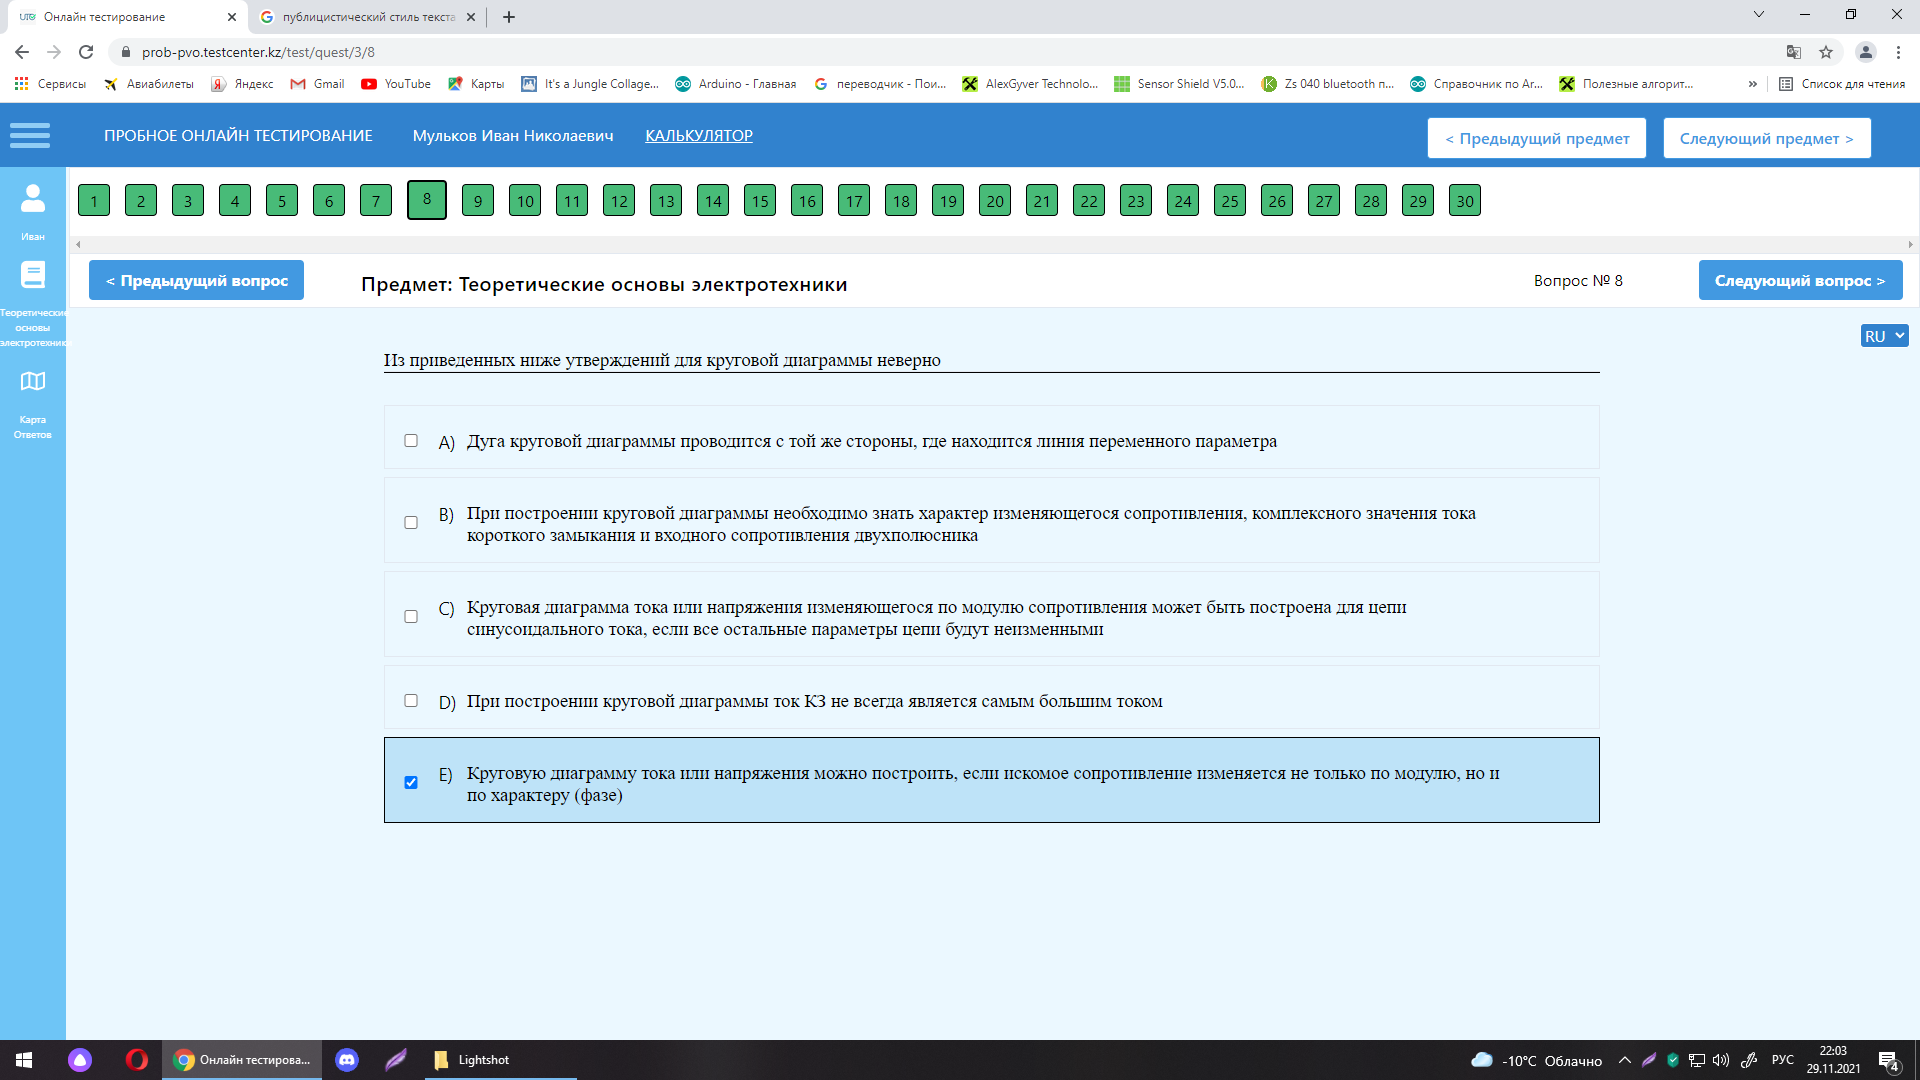 Онлайн тестирование
публицистический стиль текста
prob-pvo.testcenter.kz/test/quest/3/8
Сервисы Авиабилеты Яндекс Gmail YouTube Карты It's a Jungle Collage... Arduino - Главная переводчик - Пои... AlexGyver Technolo... Sensor Shield V5.0... Zs 040 bluetooth п... Справочник по Ar... Полезные алгорит... » Список для чтения
ПРОБНОЕ ОНЛАЙН ТЕСТИРОВАНИЕ Мульков Иван Николаевич КАЛЬКУЛЯТОР < Предыдущий предмет Следующий предмет >
1 2 3 4 5 6 7 8 9 10 11 12 13 14 15 16 17 18 19 20 21 22 23 24 25 26 27 28 29 30
Иван
Теоретические
основы
электротехник
Карта
Ответов
< Предыдущий вопрос Предмет: Теоретические основы электротехники Вопрос № 8 Следующий вопрос >
RU
Из приведенных ниже утверждений для круговой диаграммы неверно
A) Дуга круговой диаграммы проводится с той же стороны, где находится линия переменного параметра
B) При построении круговой диаграммы необходимо знать характер изменяющегося сопротивления, комплексного значения тока
короткого замыкания и входного сопротивления двухполюсника
C) Круговая диаграмма тока или напряжения изменяющегося по модулю сопротивления может быть построена для цепи
синусоидального тока, если все остальные параметры цепи будут неизменными
D) При построении круговой диаграммы ток КЗ не всегда является самым большим током
E) Круговую диаграмму тока или напряжения можно построить, если искомое сопротивление изменяется не только по модулю, но и
по характеру (фазе)
Онлайн тестирова... Lightshot -10°C Облачно РУС 22:03
29.11.2021
4